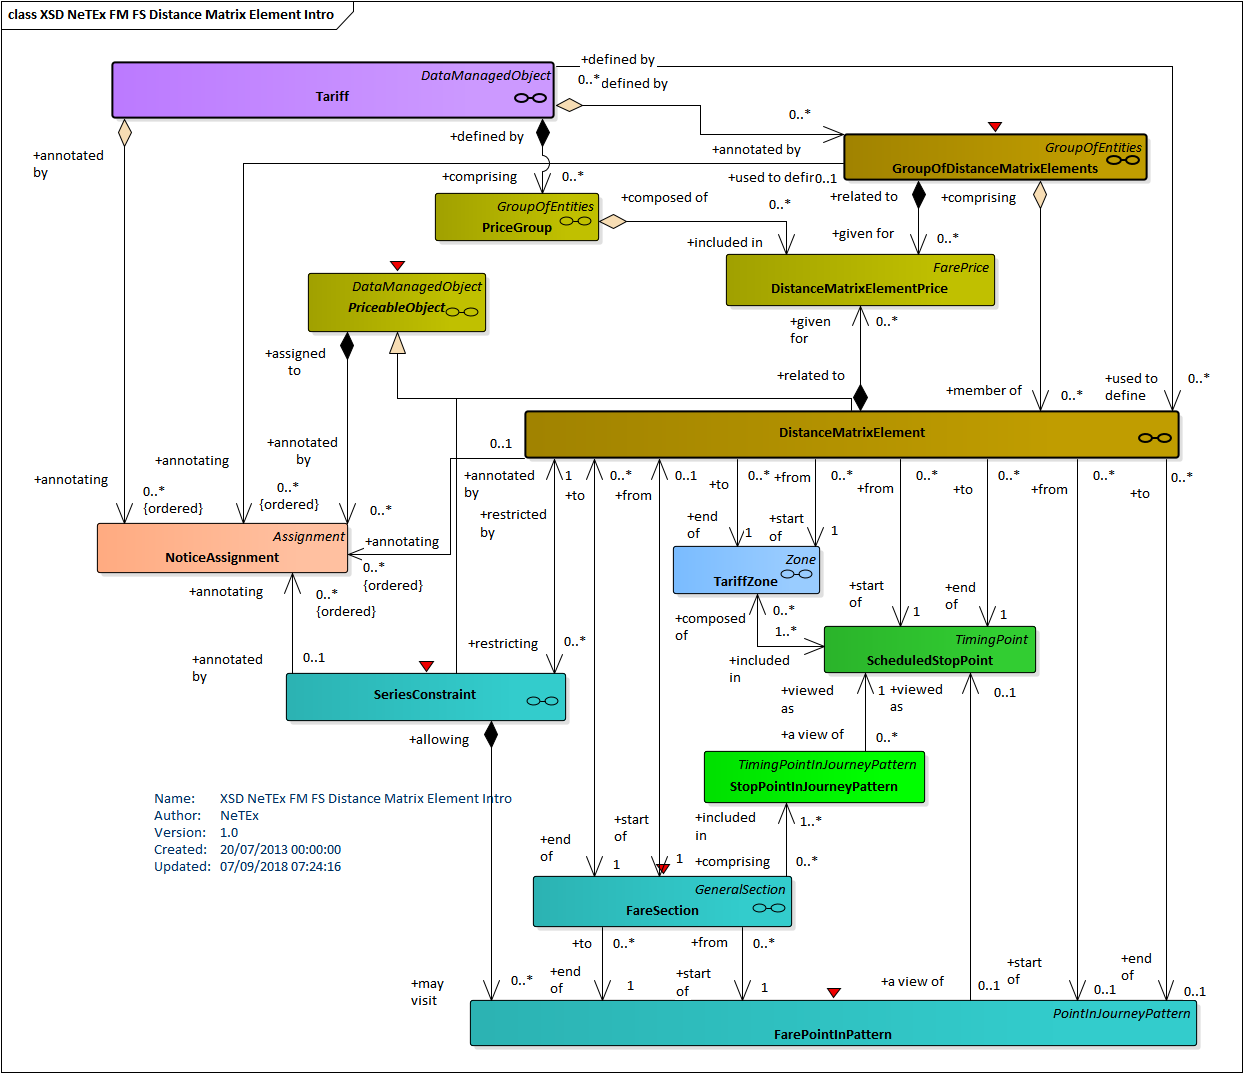 class XSD NeTEx FM FS Distance Matrix Element Intro
+defined by
DataManagedObject
Tariff
0..*
+defined by
0..*
+defined by
+annotated
by
+annotated by
GroupOfEntities
GroupOfDistanceMatrixElements
+comprising
0..*
+used to defin
0..1
GroupOfEntities
PriceGroup
+composed of
0..*
+related to
+comprising
+included in
+given for
0..*
FarePrice
DistanceMatrixElementPrice
DataManagedObject
PriceableObject
+given
for
0..*
+assigned
to
+related to
+member of
0..*
+used to
define
0..*
DistanceMatrixElement
+annotated
by
+annotating
0..1
+annotating
0..*
{ordered}
0..*
{ordered}
0..*
+annotated
by
1
+to
0..*
+from
0..1
+to
0..*
+from
0..*
+from
0..*
+to
0..*
+from
0..*
+to
0..*
+restricted
by
+end
of
1
+start
of
1
Assignment
NoticeAssignment
+annotating
0..*
{ordered}
Zone
TariffZone
+annotating
0..*
{ordered}
+start
of
1
+end
of
1
+composed
of
0..*
1..*
+restricting
0..*
+annotated
by
0..1
+included
in
TimingPoint
ScheduledStopPoint
SeriesConstraint
+viewed
as
1
+viewed
as
0..1
+allowing
+a view of
0..*
TimingPointInJourneyPattern
StopPointInJourneyPattern
Name: XSD NeTEx FM FS Distance Matrix Element Intro
Author: NeTEx
Version: 1.0
Created: 20/07/2013 00:00:00
Updated: 07/09/2018 07:24:16
+end
of
1
+start
of
1
+included
in
1..*
+comprising
0..*
GeneralSection
FareSection
+to
0..*
+from
0..*
+may
visit
0..*
+end
of
1
+start
of
1
+a view of
0..1
+start
of
0..1
+end
of
0..1
PointInJourneyPattern
FarePointInPattern